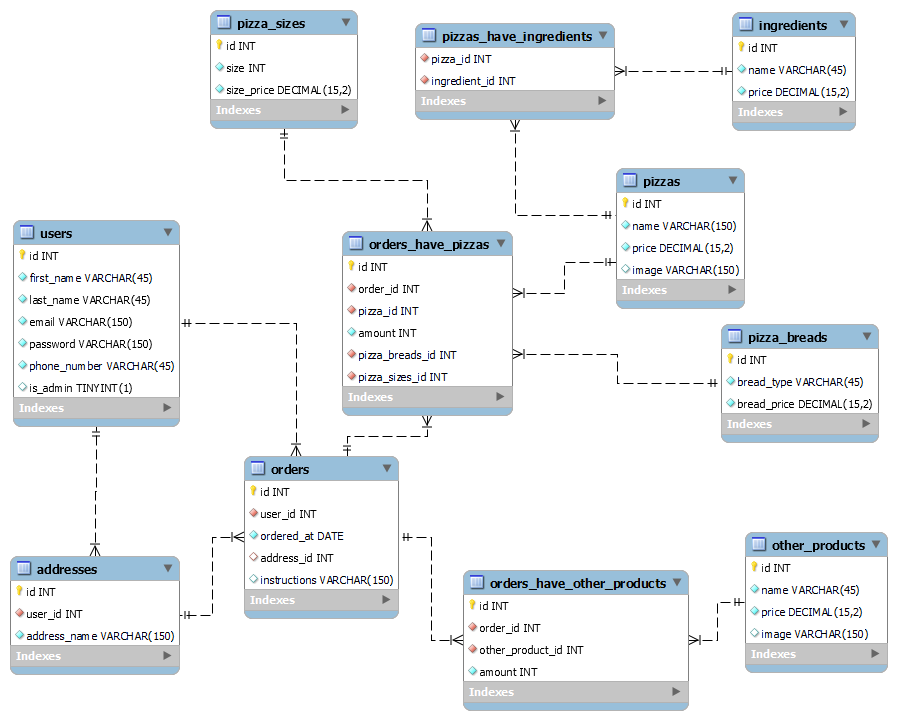 pizza_sizes
id INT
size INT
size_price DECIMAL(15,2)
Indexes
pizzas_have_ingredients
pizza_id INT
ingredient_id INT
Indexes
ingredients
id INT
name VARCHAR(45)
price DECIMAL(15,2)
Indexes
pizzas
id INT
name VARCHAR(150)
price DECIMAL(15,2)
image VARCHAR(150)
Indexes
users
id INT
first_name VARCHAR(45)
last_name VARCHAR(45)
email VARCHAR(150)
password VARCHAR(150)
phone_number VARCHAR(45)
is_admin TINYINT(1)
Indexes
orders_have_pizzas
id INT
order_id INT
pizza_id INT
amount INT
pizza_breads_id INT
pizza_sizes_id INT
Indexes
pizza_breads
id INT
bread_type VARCHAR(45)
bread_price DECIMAL(15,2)
Indexes
orders
id INT
user_id INT
ordered_at DATE
address_id INT
instructions VARCHAR(150)
Indexes
addresses
id INT
user_id INT
address_name VARCHAR(150)
Indexes
orders_have_other_products
id INT
order_id INT
other_product_id INT
amount INT
Indexes
other_products
id INT
name VARCHAR(45)
price DECIMAL(15,2)
image VARCHAR(150)
Indexes